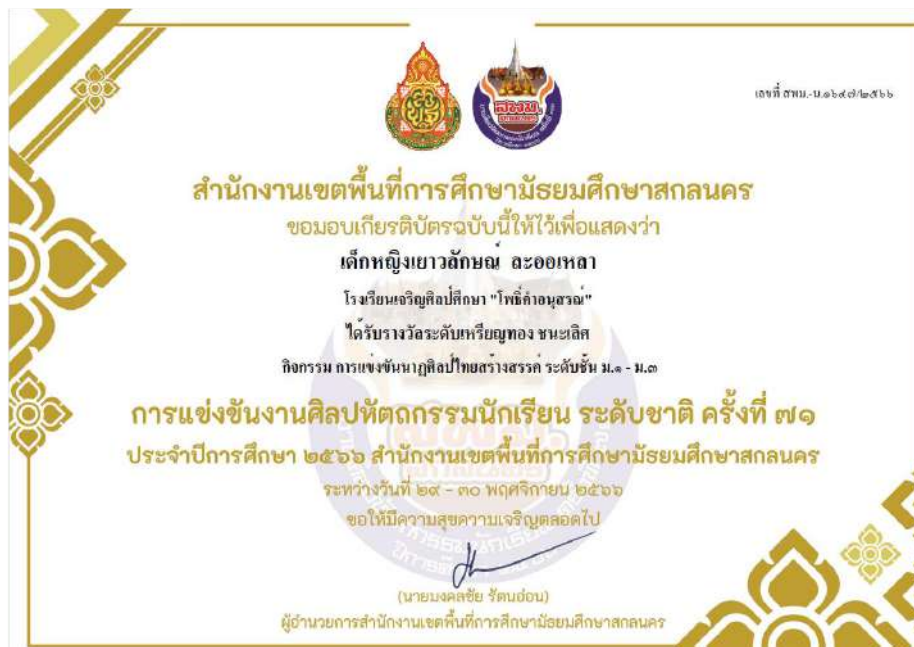 เลขที่ สพม.-น.๑๖๔๗/๒๕๖๖
สพม.
สำนักงานเขตพื้นที่การศึกษามัธยมศึกษาสกลนคร
ขอมอบเกียรติบัตรฉบับนี้ให้ไว้เพื่อแสดงว่า
เด็กหญิงเยาวลักษณ์ ละออเหลา
โรงเรียนเจริญศิลป์ศึกษา "โพธิ์คำอนุสรณ์"
ได้รับรางวัลระดับเหรียญทอง ชนะเลิศ
กิจกรรม การแข่งขันนาฏศิลป์ไทยสร้างสรรค์ ระดับชั้น ม.๑ - ม.๓
การแข่งขันงานศิลปหัตถกรรมนักเรียน ระดับชาติ ครั้งที่ ๗๑
ประจำปีการศึกษา ๒๕๖๖ สำนักงานเขตพื้นที่การศึกษามัธยมศึกษาสกลนคร
ระหว่างวันที่ ๒๙ - ๓๐ พฤศจิกายน ๒๕๖๖
ขอให้มีความสุขความเจริญตลอดไป
(นายมงคลชัย รัตนอ่อน)
ผู้อำนวยการสำนักงานเขตพื้นที่การศึกษามัธยมศึกษาสกลนคร